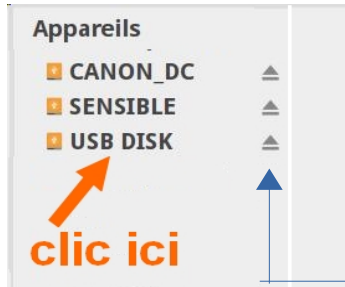 Appareils
CANON_DC
SENSIBLE
USB DISK
clic ici